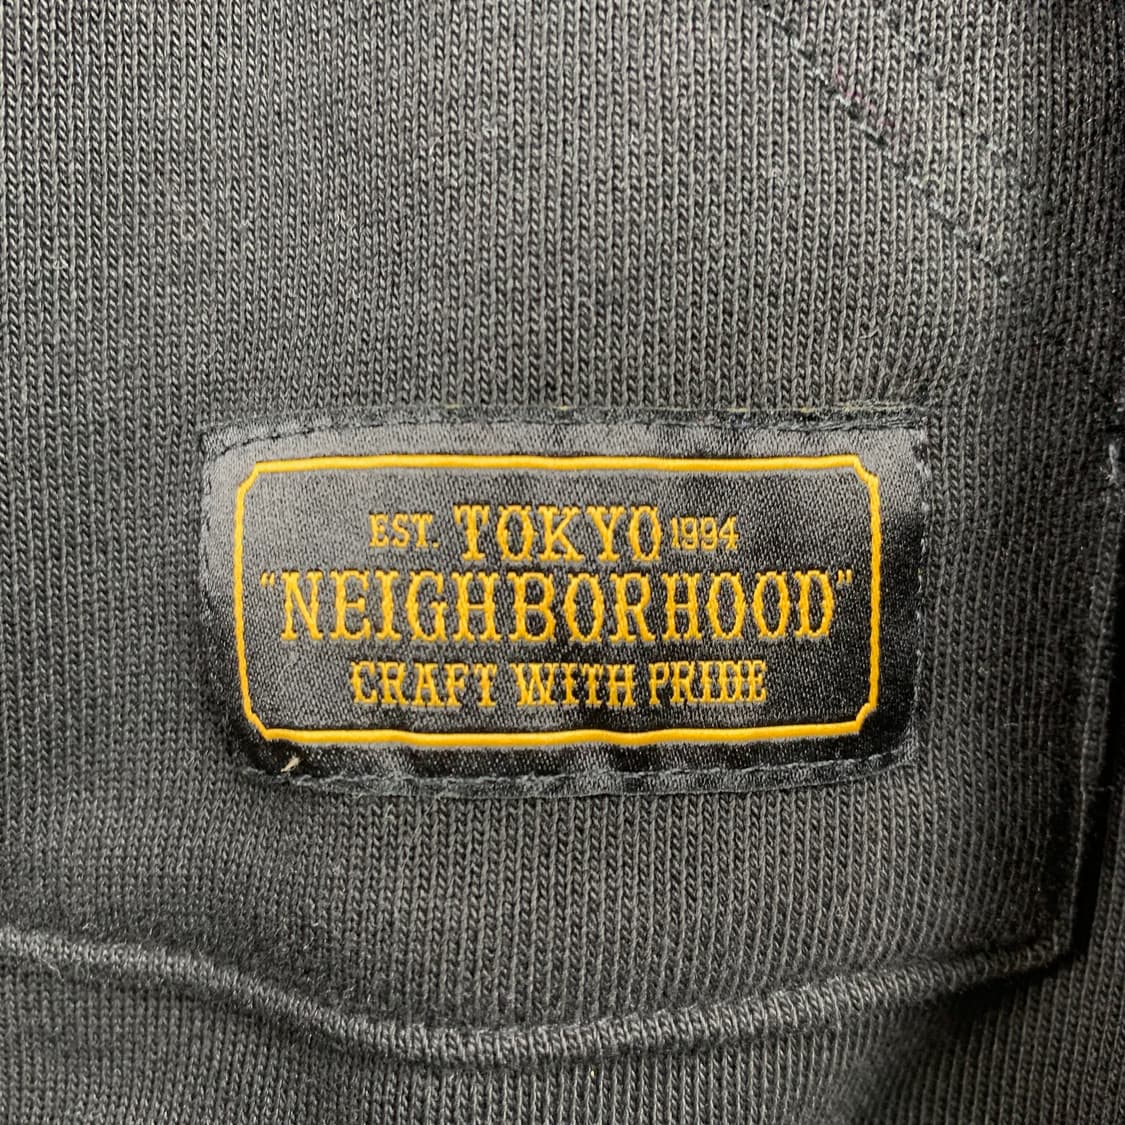 EST. TOKYO 1994
"NEIGHBORHOOD"
CRAFT WITH PRIDE